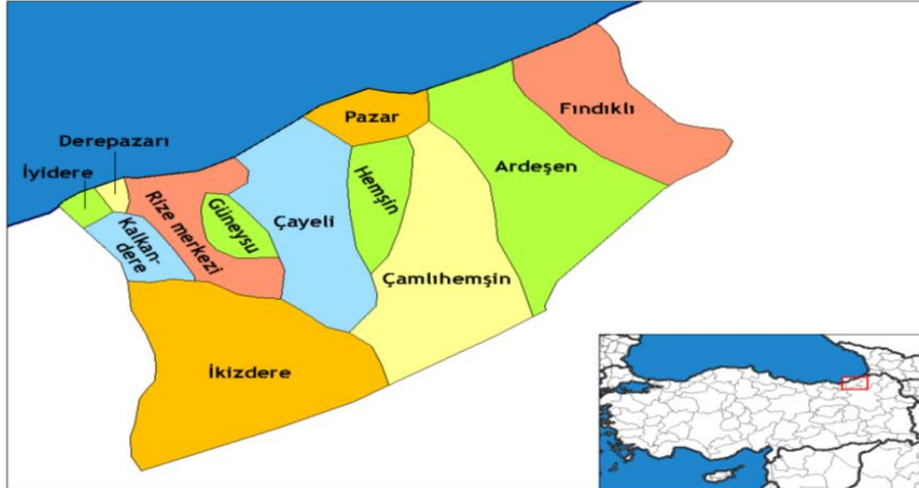 Pazar
Fındıklı
Derepazarı
İyidere
Ardeşen
Hemşin
Rize merkezi
Güneysu
Çayeli
Kalkan-
dere
Çamlıhemşin
İkizdere